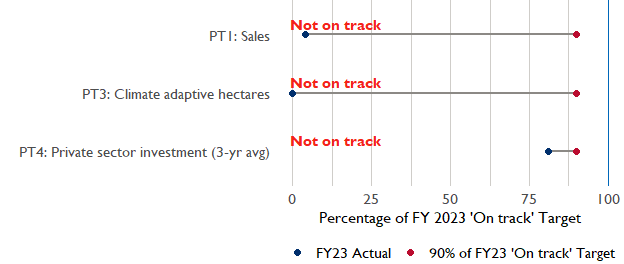 Not on track
PT1: Sales
Not on track
PT3: Climate adaptive hectares
Not on track
PT4: Private sector investment (3-yr avg)
0 25 50 75 100
Percentage of FY 2023 'On track' Target
FY23 Actual 90% of FY23 'On track' Target